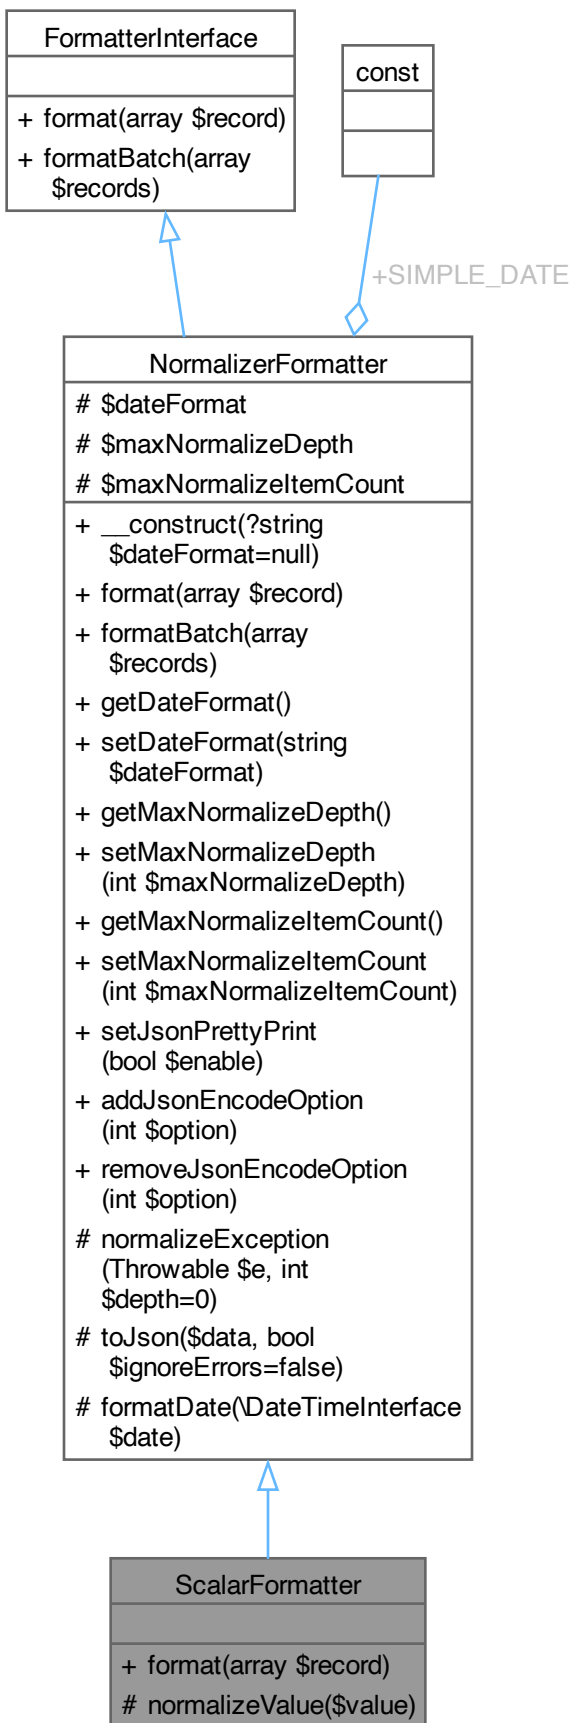 FormatterInterface
+ format(array $record)
+ formatBatch(array
$records)
const
+SIMPLE_DATE
NormalizerFormatter
# $dateFormat
# $maxNormalizeDepth
# $maxNormalizeItemCount
+ __construct(?string
$dateFormat=null)
+ format(array $record)
+ formatBatch(array
$records)
+ getDateFormat()
+ setDateFormat(string
$dateFormat)
+ getMaxNormalizeDepth()
+ setMaxNormalizeDepth
(int $maxNormalizeDepth)
+ getMaxNormalizeItemCount()
+ setMaxNormalizeItemCount
(int $maxNormalizeItemCount)
+ setJsonPrettyPrint
(bool $enable)
+ addJsonEncodeOption
(int $option)
+ removeJsonEncodeOption
(int $option)
# normalizeException
(Throwable $e, int
$depth=0)
# toJson($data, bool
$ignoreErrors=false)
# formatDate(\DateTimeInterface
$date)
ScalarFormatter
+ format(array $record)
# normalizeValue($value)